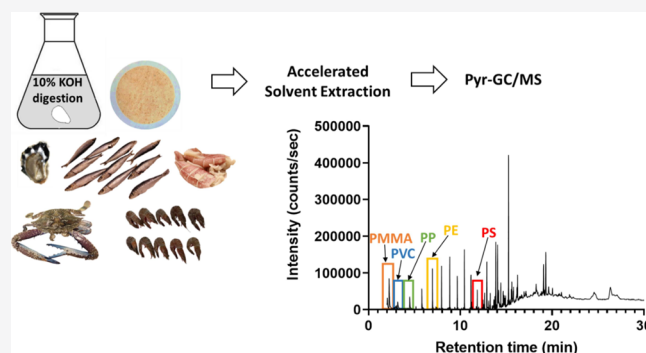 10% KOH
digestion
Accelerated
Solvent Extraction
Pyr-GC/MS
Intensity (counts/sec)
500000
400000
300000
200000
100000
0
PMMA
PVC
PP
PE
PS
0
10
20
30
Retention time (min)